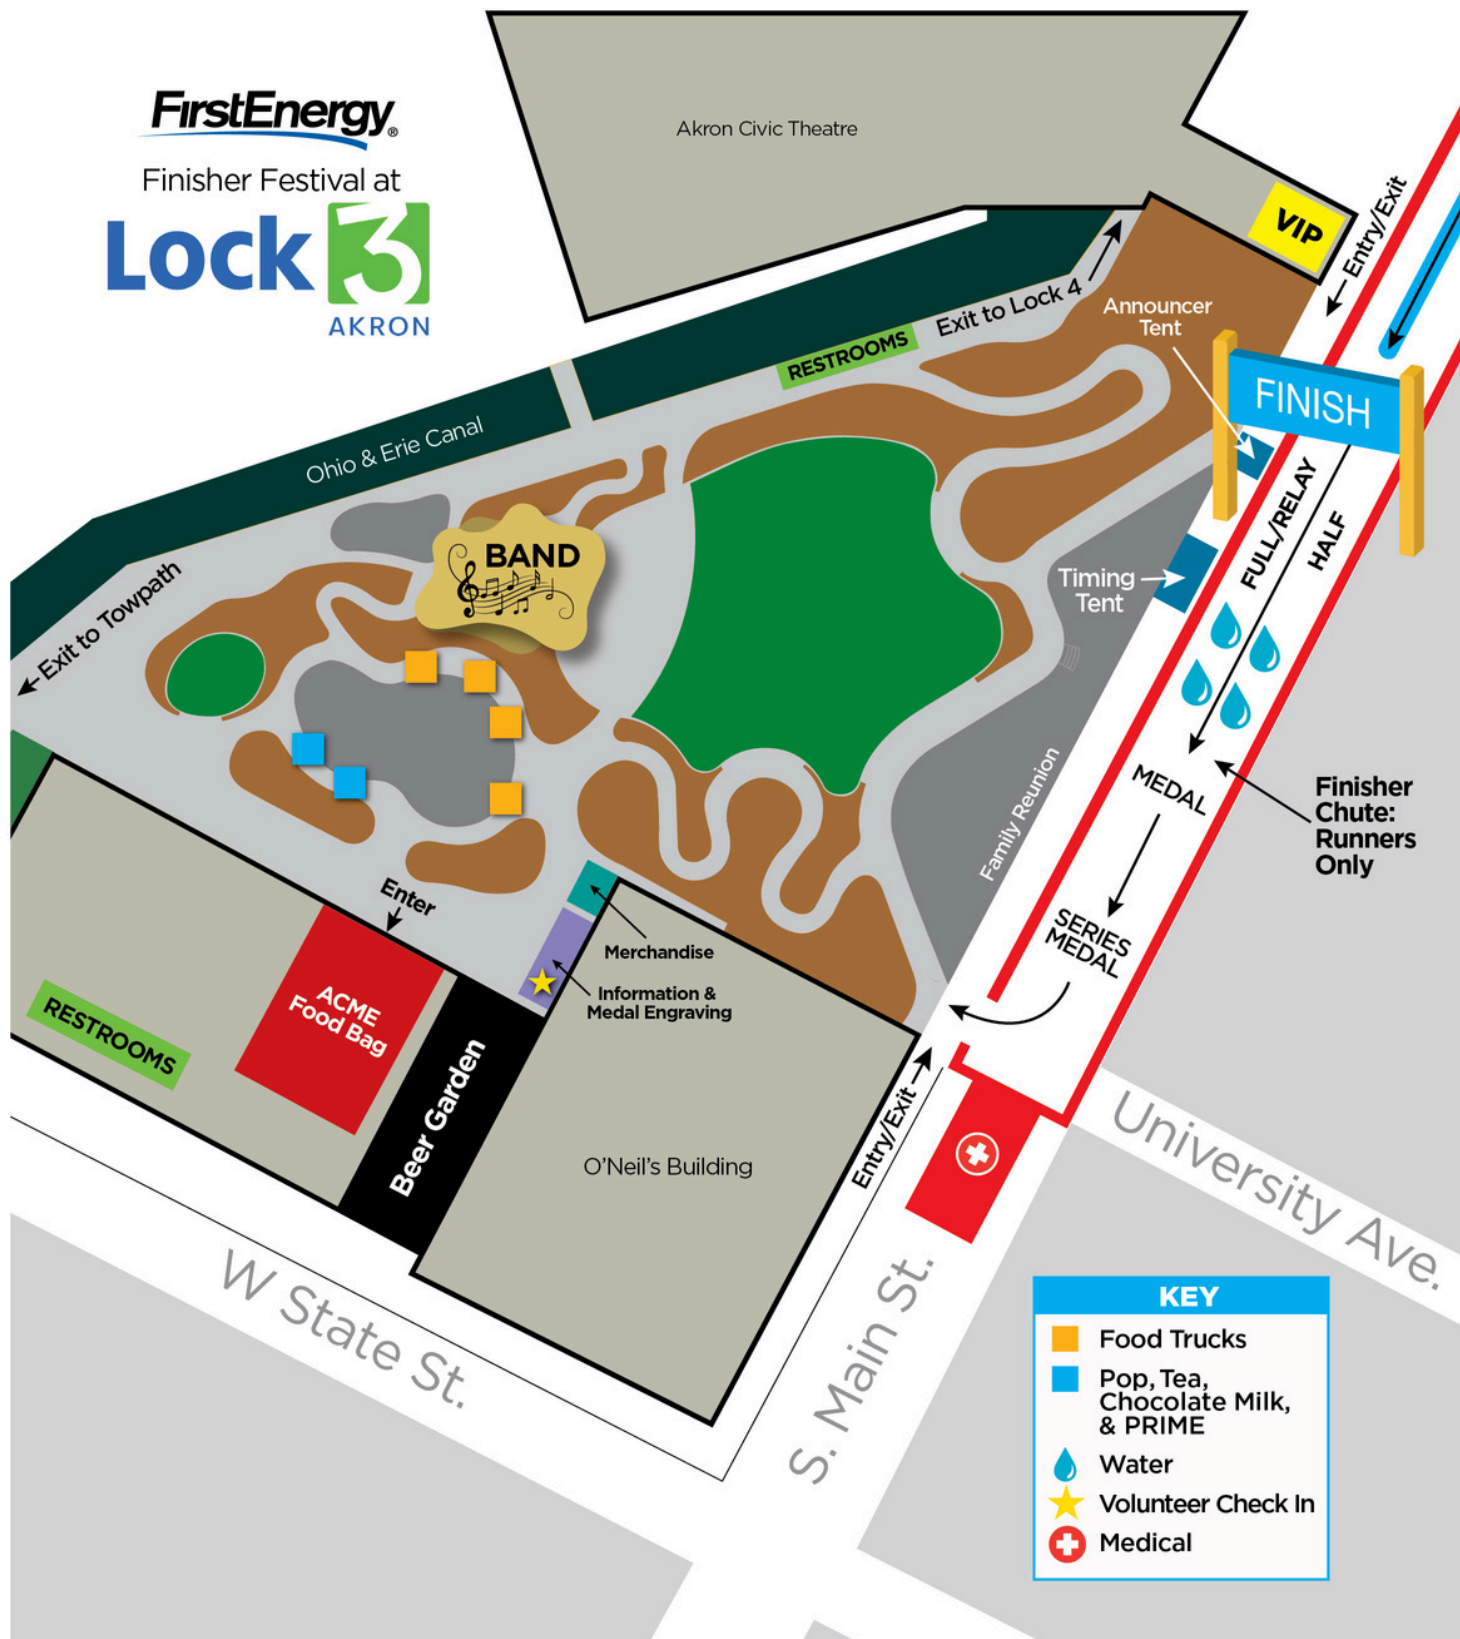 FirstEnergy®
Finisher Festival at
Lock 3
AKRON
Akron Civic Theatre
VIP
Entry/Exit
Announcer
Tent
Exit to Lock 4
RESTROOMS
FINISH
Ohio & Erie Canal
FULL/RELAY
HALF
BAND
Timing
Tent
Exit to Towpath
MEDAL
Finisher
Chute:
Runners
Only
Family Reunion
SERIES
MEDAL
Enter
Merchandise
Information &
Medal Engraving
ACME
Food Bag
RESTROOMS
Beer Garden
O'Neil's Building
Entry/Exit
University Ave.
W State St.
S. Main St.
KEY
Food Trucks
Pop, Tea,
Chocolate Milk,
& PRIME
Water
Volunteer Check In
Medical